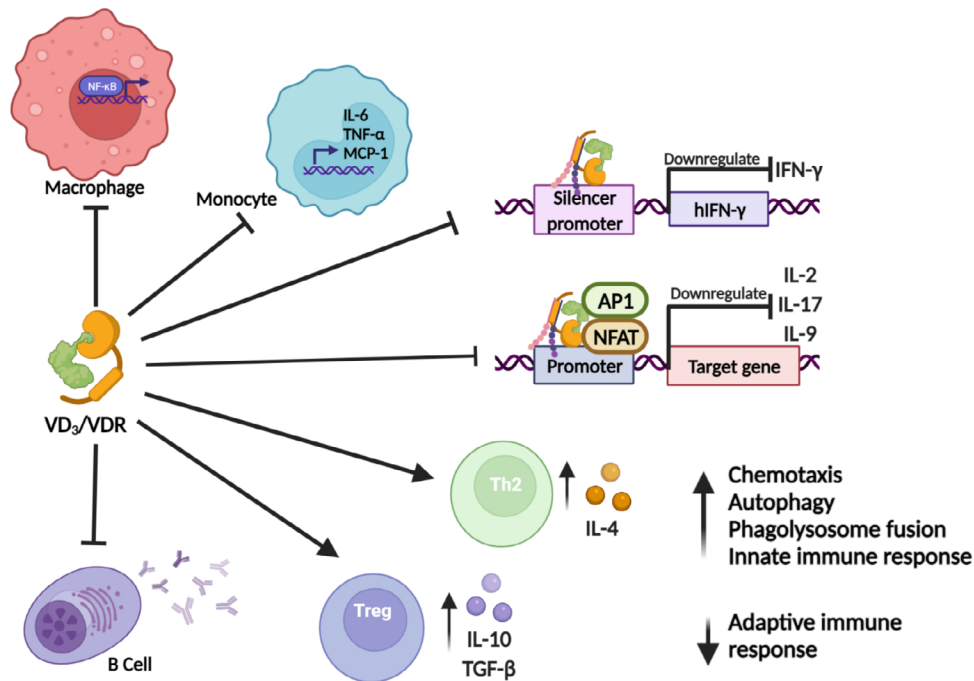 NF-κB
Macrophage
IL-6
TNF-α
MCP-1
Monocyte
Downregulate
IFN-γ
Silencer
promoter
hIFN-γ
IL-2
Downregulate
IL-17
IL-9
AP1
NFAT
Promoter
Target gene
VD₃/VDR
Th2
IL-4
Chemotaxis
Autophagy
Phagolysosome fusion
Innate immune response
Treg
IL-10
TGF-β
Adaptive immune
response
B Cell